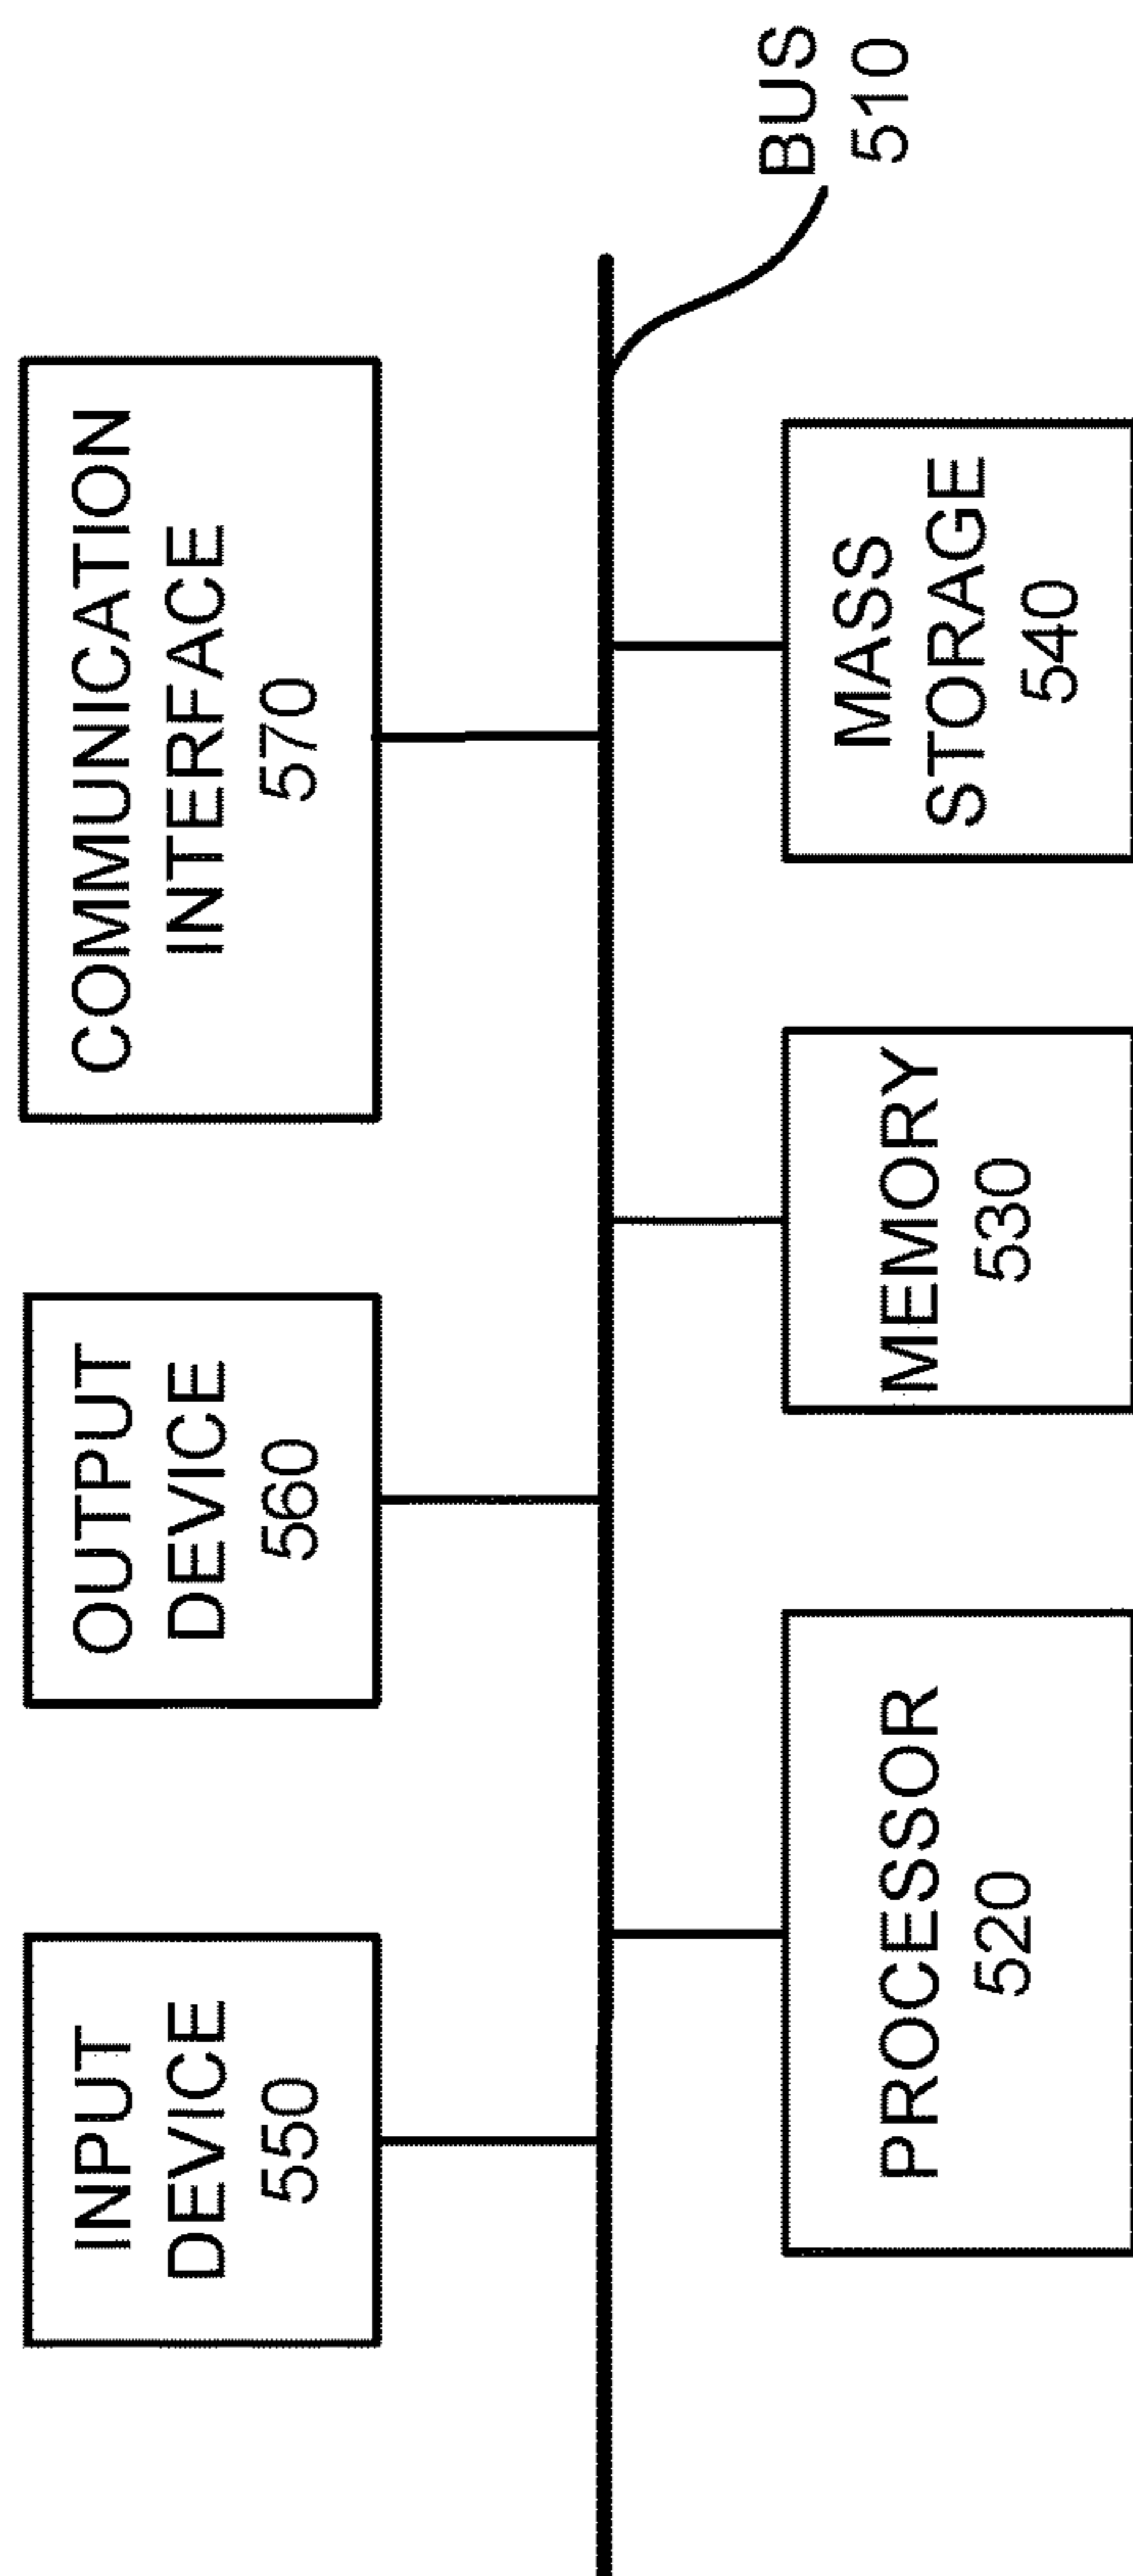 INPUT
DEVICE
550
OUTPUT
DEVICE
560
COMMUNICATION
INTERFACE
570
BUS
510
PROCESSOR
520
MEMORY
530
MASS
STORAGE
540